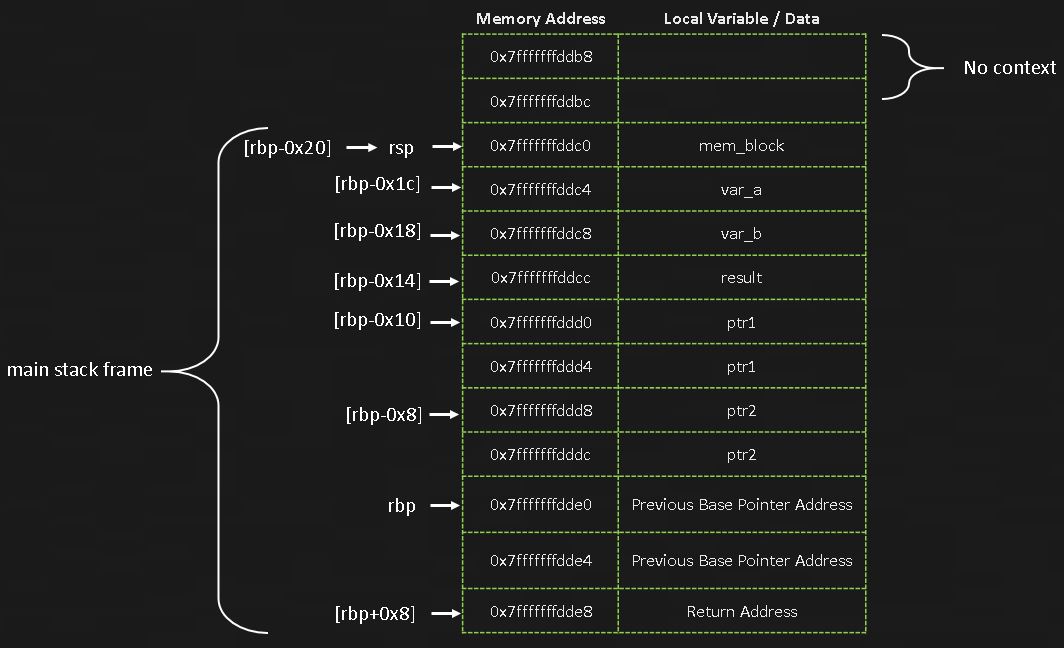 Memory Address Local Variable / Data
0x7fffffffddb8
No context
0x7fffffffddbc
[rbp-0x20] rsp 0x7fffffffddc0 mem_block
[rbp-0x1c] 0x7fffffffddc4 var_a
[rbp-0x18] 0x7fffffffddc8 var_b
[rbp-0x14] 0x7fffffffddcc result
[rbp-0x10] 0x7fffffffddd0 ptr1
main stack frame 0x7fffffffddd4 ptr1
[rbp-0x8] 0x7fffffffddd8 ptr2
0x7fffffffdddc ptr2
rbp 0x7fffffffdde0 Previous Base Pointer Address
0x7fffffffdde4 Previous Base Pointer Address
[rbp+0x8] 0x7fffffffdde8 Return Address